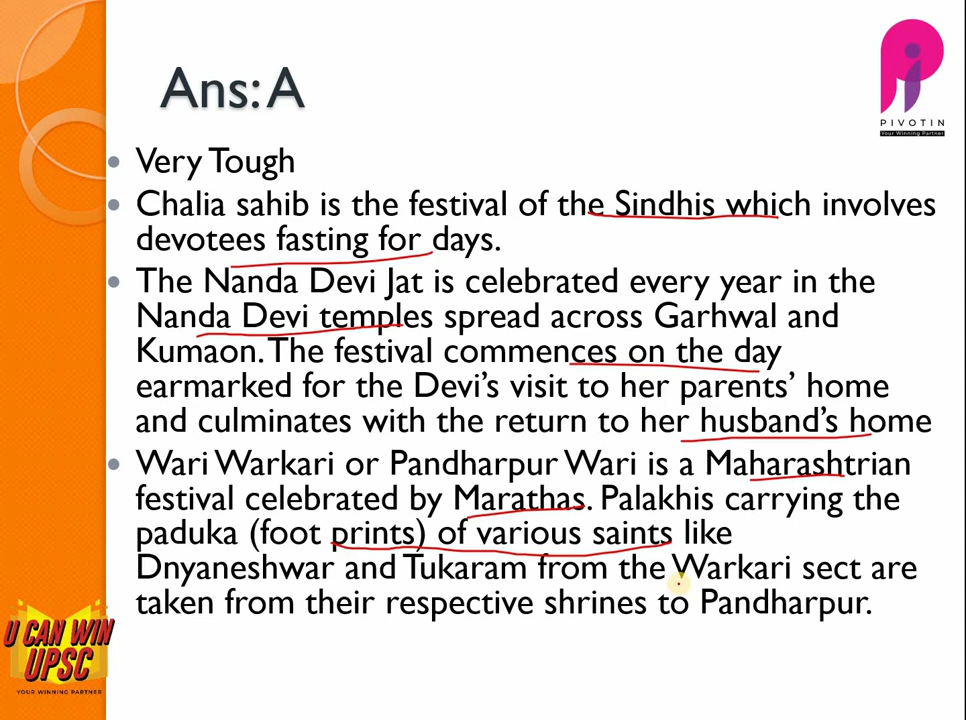 PIVOTIN
Your Winning Partner
Ans: A
Very Tough
Chalia sahib is the festival of the Sindhis which involves
devotees fasting for days.
The Nanda Devi Jat is celebrated every year in the
Nanda Devi temples spread across Garhwal and
Kumaon. The festival commences on the day
earmarked for the Devi's visit to her parents' home
and culminates with the return to her husband's home
Wari Warkari or Pandharpur Wari is a Maharashtrian
festival celebrated by Marathas. Palakhis carrying the
paduka (foot prints) of various saints like
Dnyaneshwar and Tukaram from the Warkari sect are
taken from their respective shrines to Pandharpur.
U CAN WIN
UPSC
YOUR WINNING PARTNER